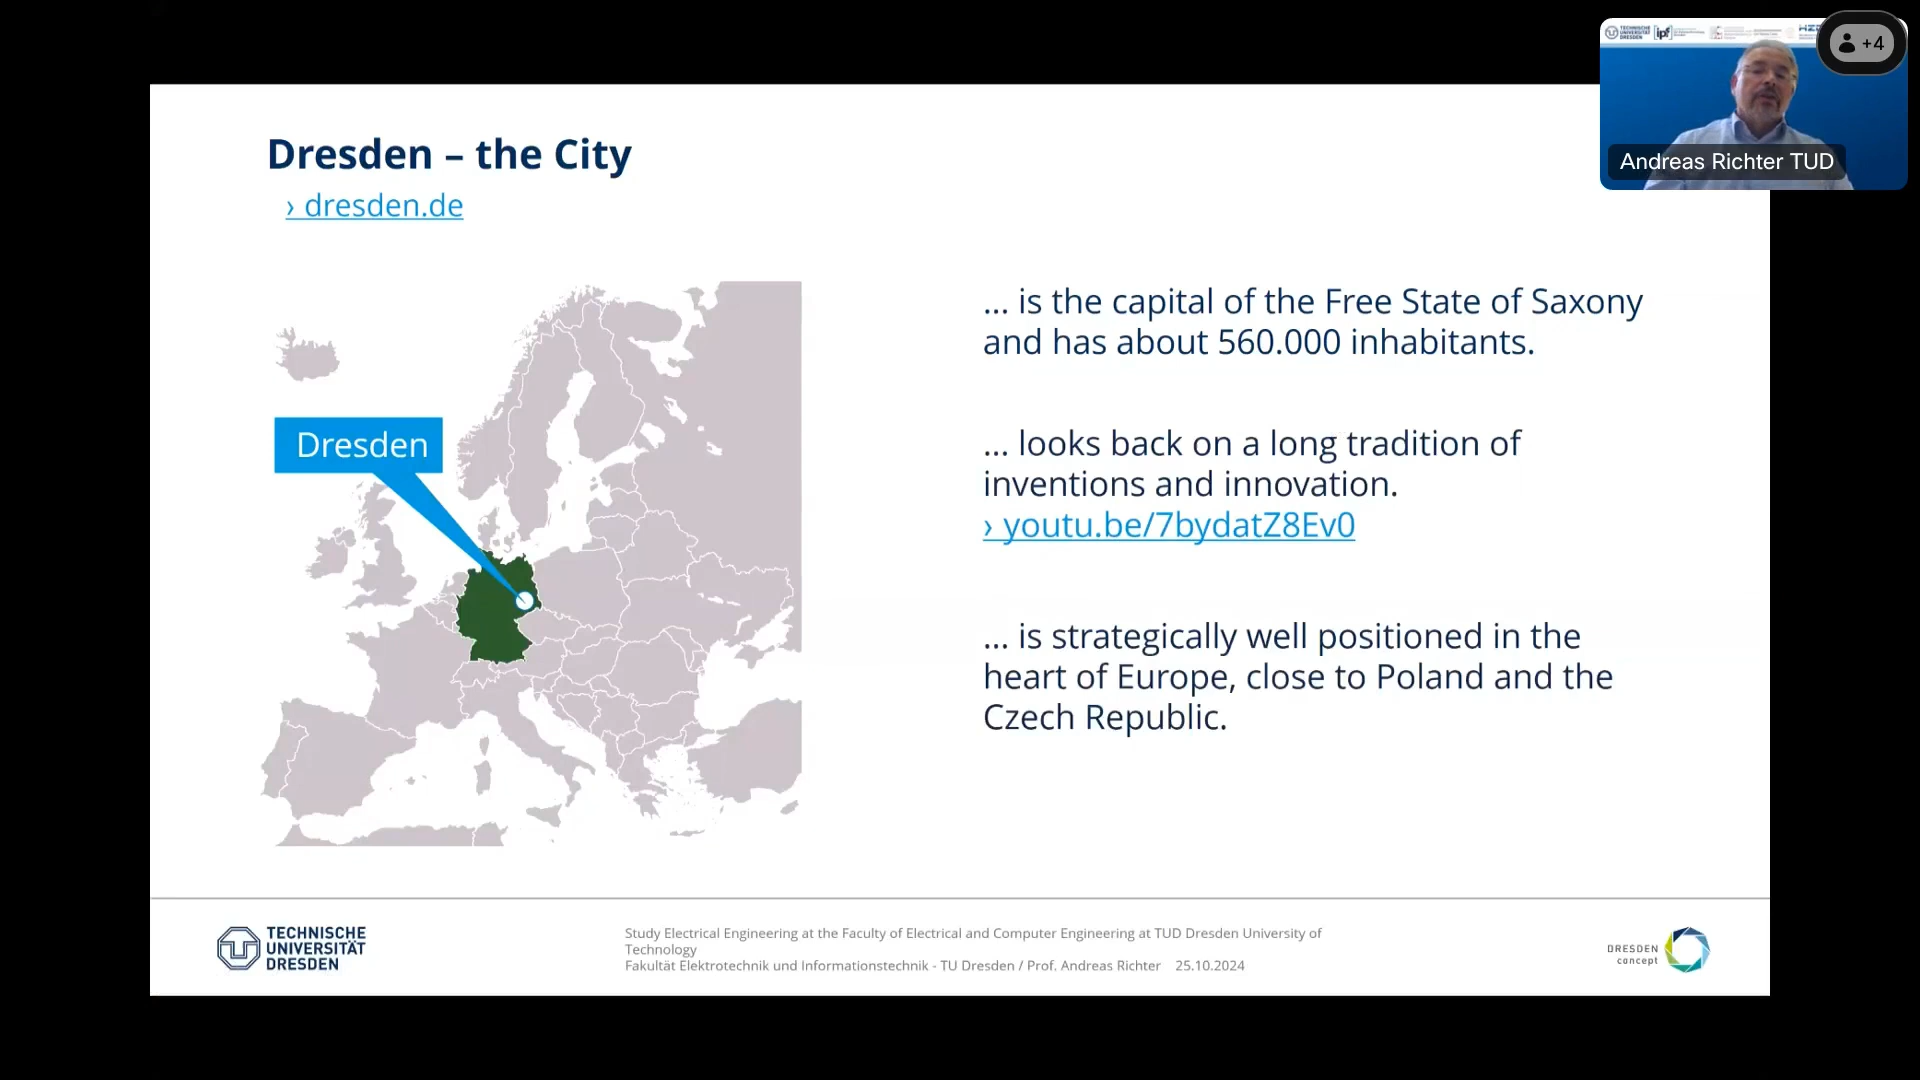 Dresden – the City
› dresden.de
Dresden
... is the capital of the Free State of Saxony
and has about 560.000 inhabitants.
... looks back on a long tradition of
inventions and innovation.
› youtu.be/7bydatZ8Ev0
... is strategically well positioned in the
heart of Europe, close to Poland and the
Czech Republic.
TECHNISCHE
UNIVERSITÄT
DRESDEN
Study Electrical Engineering at the Faculty of Electrical and Computer Engineering at TUD Dresden University of
Technology
Fakultät Elektrotechnik und Informationstechnik - TU Dresden / Prof. Andreas Richter 25.10.2024
DRESDEN
concept
TECHNISCHE
UNIVERSITÄT
DRESDEN
ipf
+4
Andreas Richter TUD